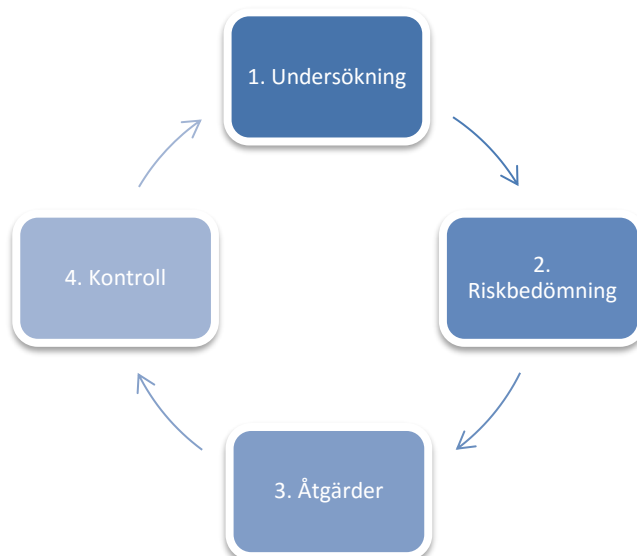 1. Undersökning
2.
Riskbedömning
3. Åtgärder
4. Kontroll